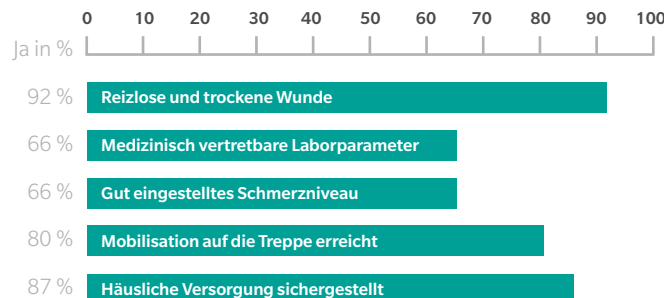 0 10 20 30 40 50 60 70 80 90 100
Ja in %
92 % Reizlose und trockene Wunde
66 % Medizinisch vertretbare Laborparameter
66 % Gut eingestelltes Schmerzniveau
80 % Mobilisation auf die Treppe erreicht
87 % Häusliche Versorgung sichergestellt